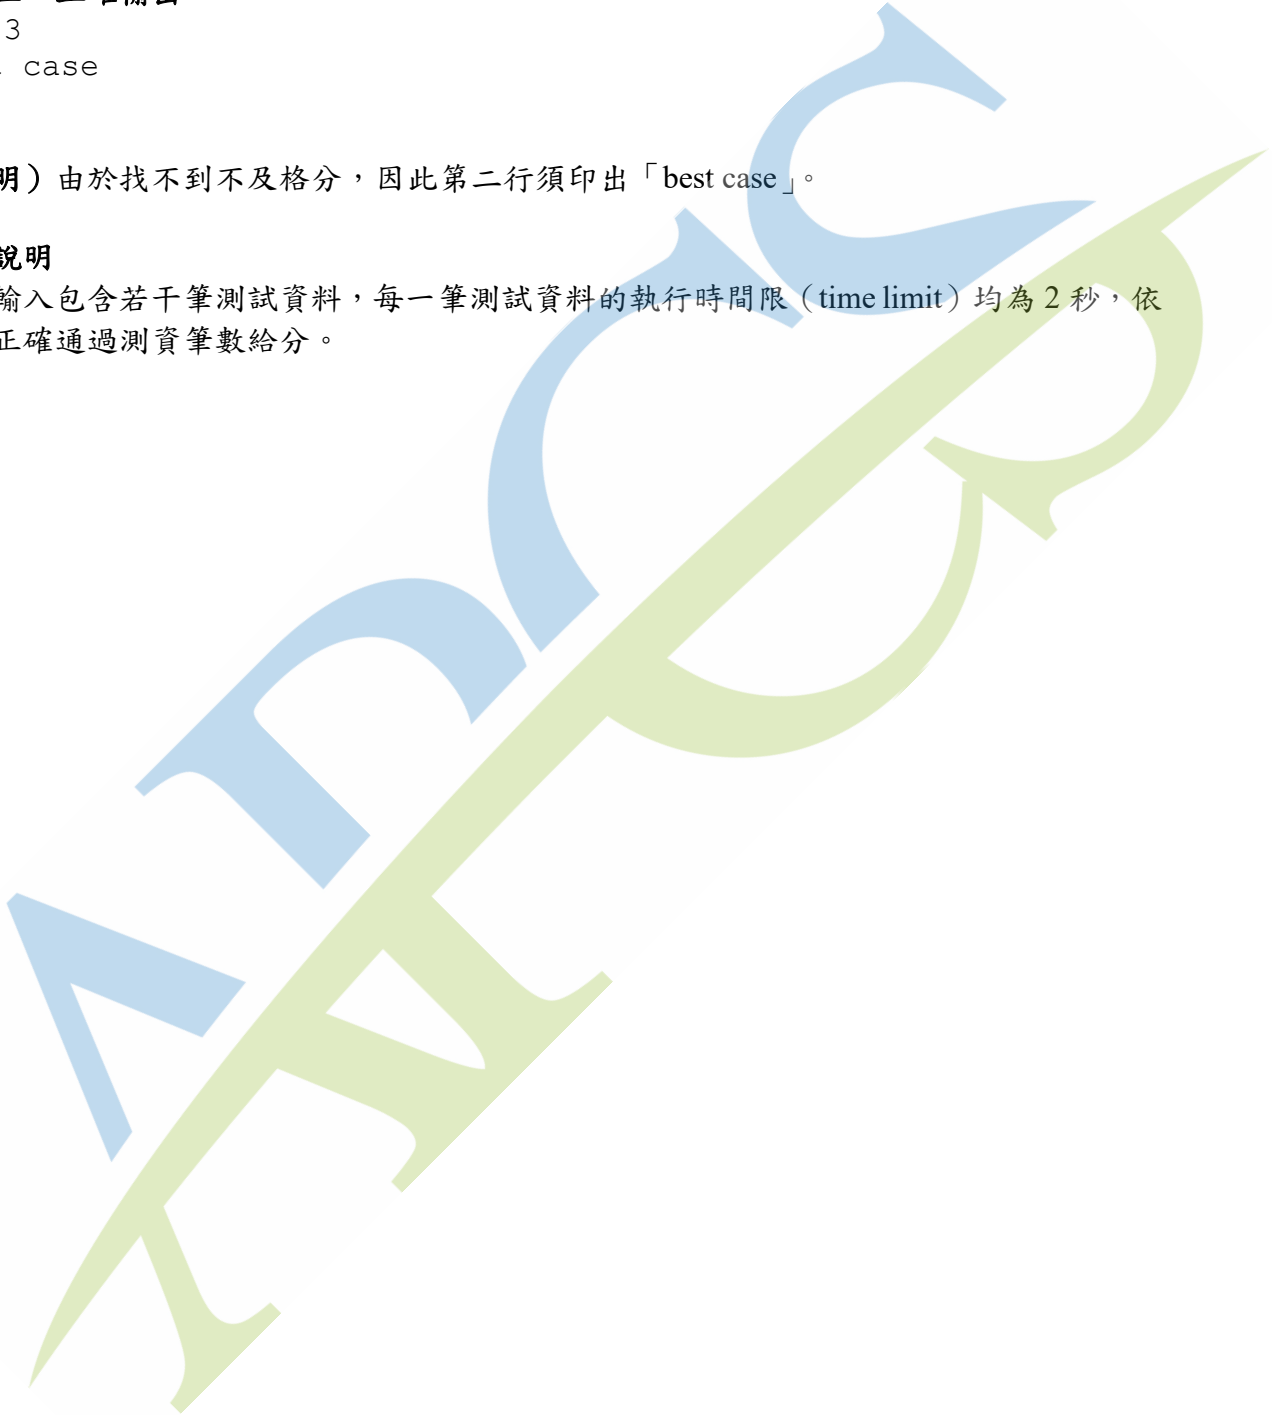 3
case
明）由於找不到不及格分，因此第二行須印出「best case」。
說明
輸入包含若干筆測試資料，每一筆測試資料的執行時間限（time limit）均為 2 秒，依
正確通過測資筆數給分。
APCS